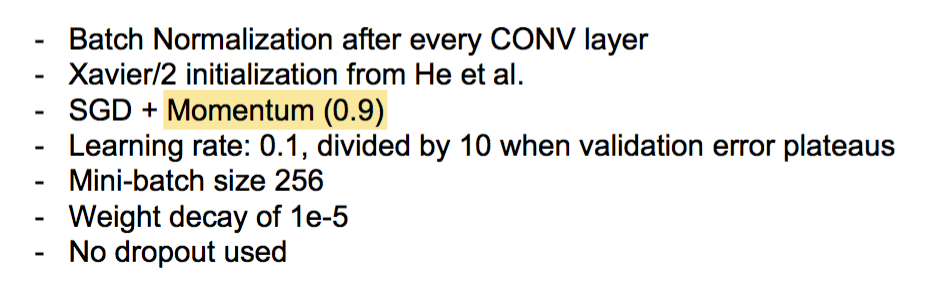 - Batch Normalization after every CONV layer
- Xavier/2 initialization from He et al.
- SGD + Momentum (0.9)
- Learning rate: 0.1, divided by 10 when validation error plateaus
- Mini-batch size 256
- Weight decay of 1e-5
- No dropout used